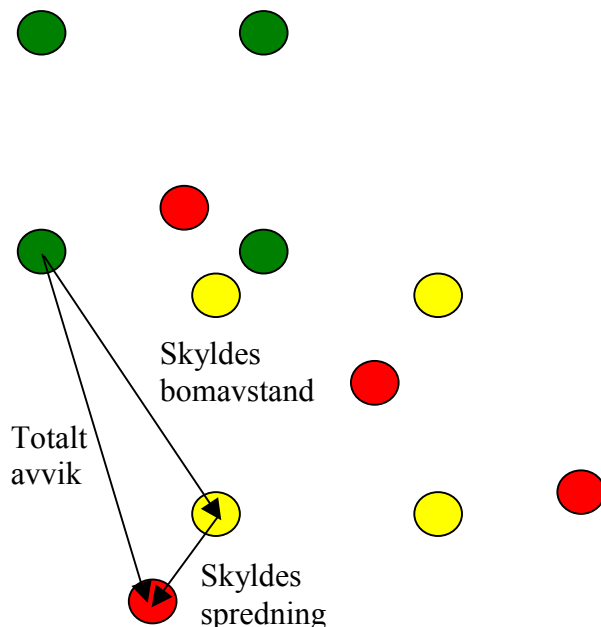 Skyldes
bomavstand
Totalt
avvik
Skyldes
spredning